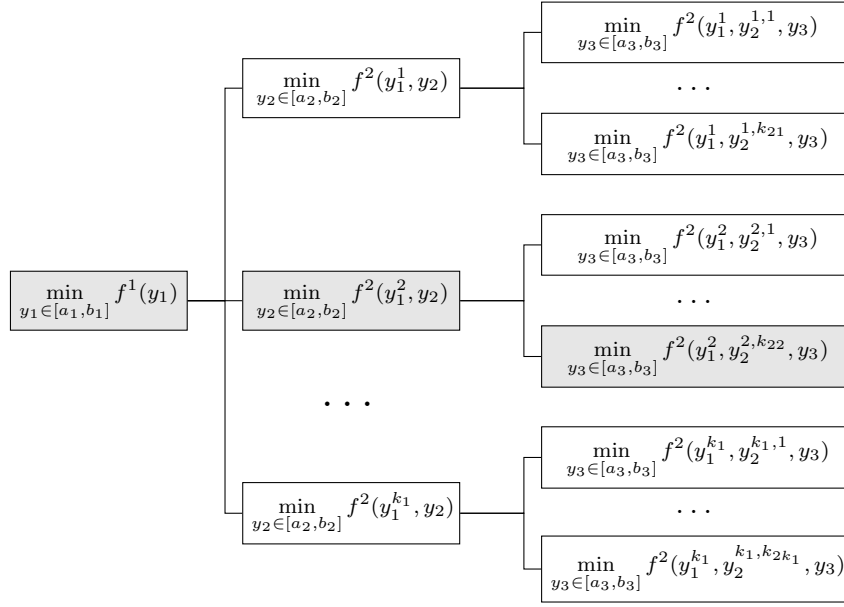 min_{y_3∈[a_3,b_3]} f^2(y_1^1, y_2^{1,1}, y_3)
min_{y_2∈[a_2,b_2]} f^2(y_1^1, y_2)
...
min_{y_3∈[a_3,b_3]} f^2(y_1^1, y_2^{1,k_{21}}, y_3)
min_{y_3∈[a_3,b_3]} f^2(y_1^2, y_2^{2,1}, y_3)
min_{y_1∈[a_1,b_1]} f^1(y_1)
min_{y_2∈[a_2,b_2]} f^2(y_1^2, y_2)
...
min_{y_3∈[a_3,b_3]} f^2(y_1^2, y_2^{2,k_{22}}, y_3)
...
min_{y_3∈[a_3,b_3]} f^2(y_1^{k_1}, y_2^{k_1,1}, y_3)
min_{y_2∈[a_2,b_2]} f^2(y_1^{k_1}, y_2)
...
min_{y_3∈[a_3,b_3]} f^2(y_1^{k_1}, y_2^{k_1,k_{2k_1}}, y_3)